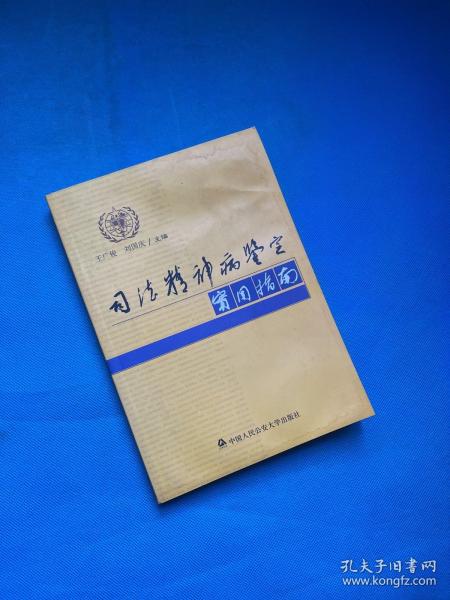 王广俊 刘国庆/主编
司法精神病鉴定
实用指南
中国人民公安大学出版社
孔夫子旧书网
www.kongfz.com